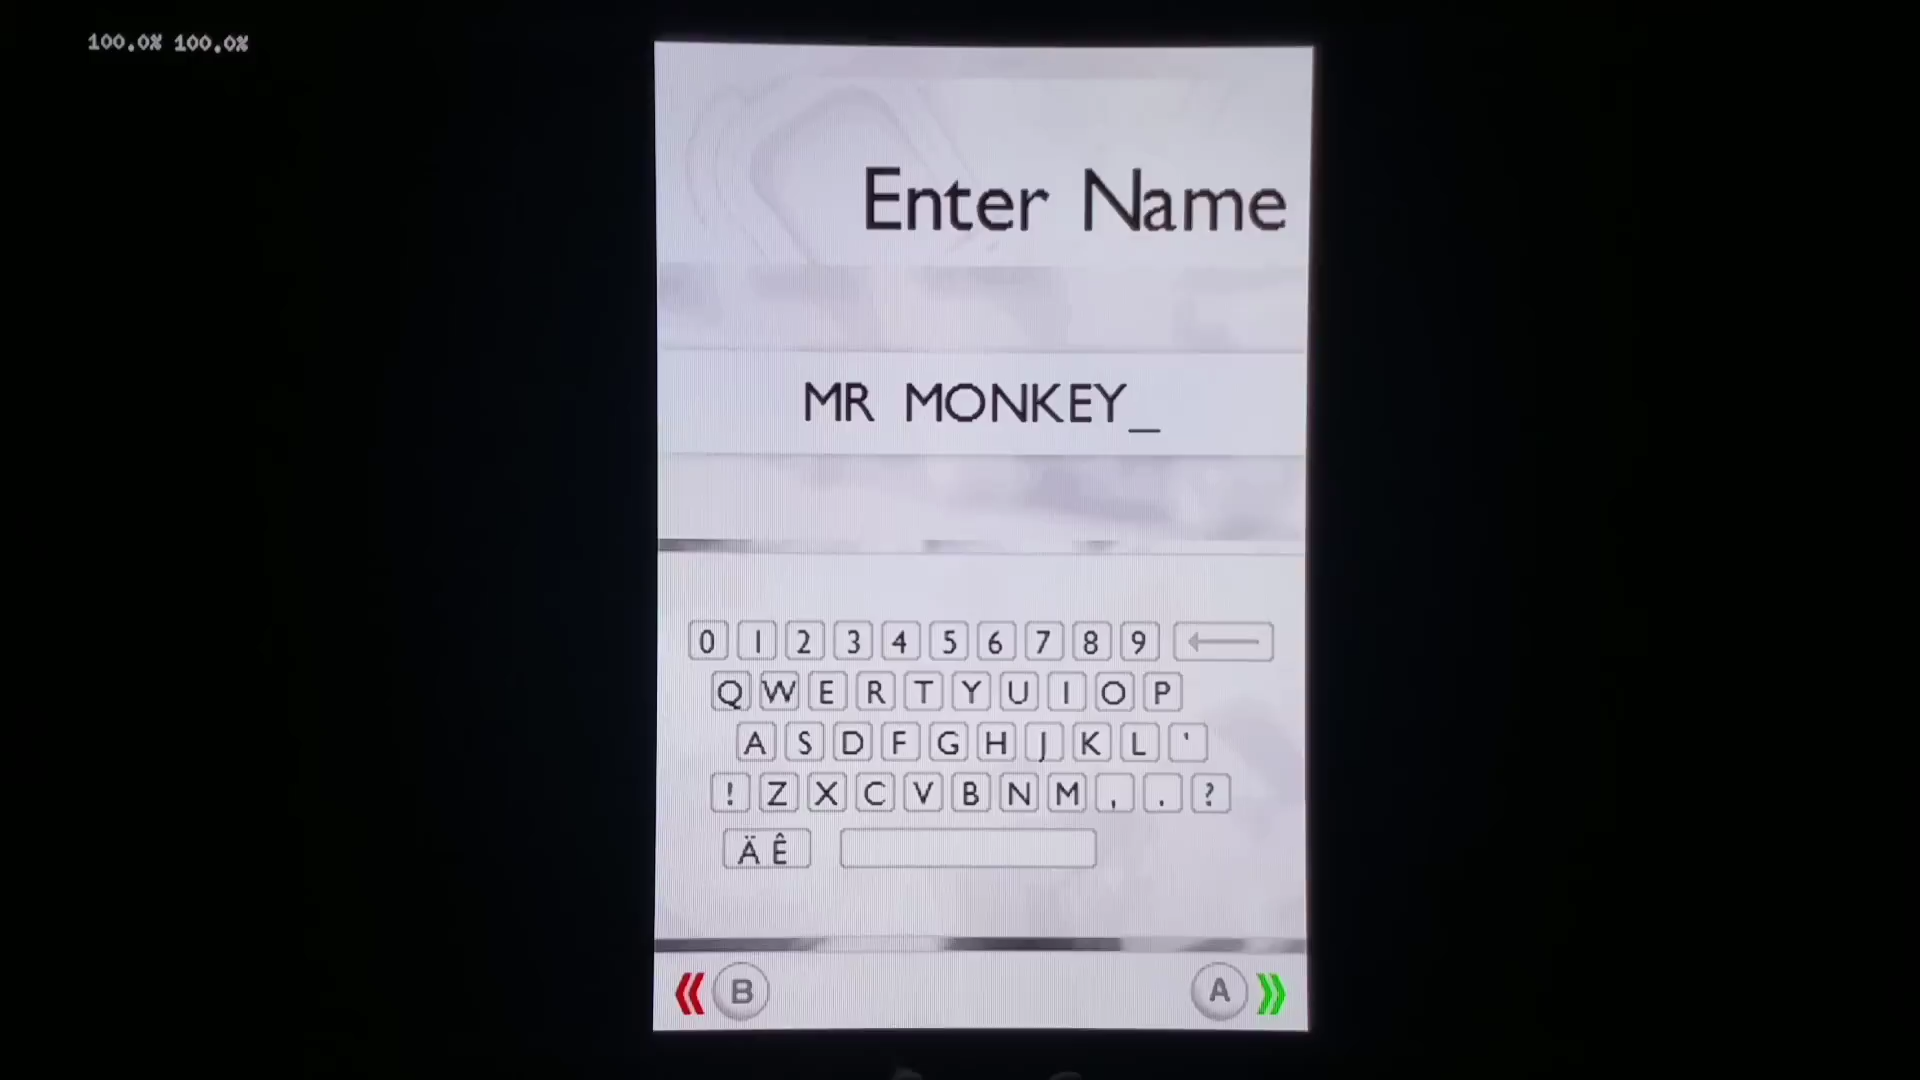 100.0% 100.0%
Enter Name
MR MONKEY_
0 1 2 3 4 5 6 7 8 9
Q W E R T Y U I O P
A S D F G H J K L '
! Z X C V B N M , . ?
Ä Ê
B A